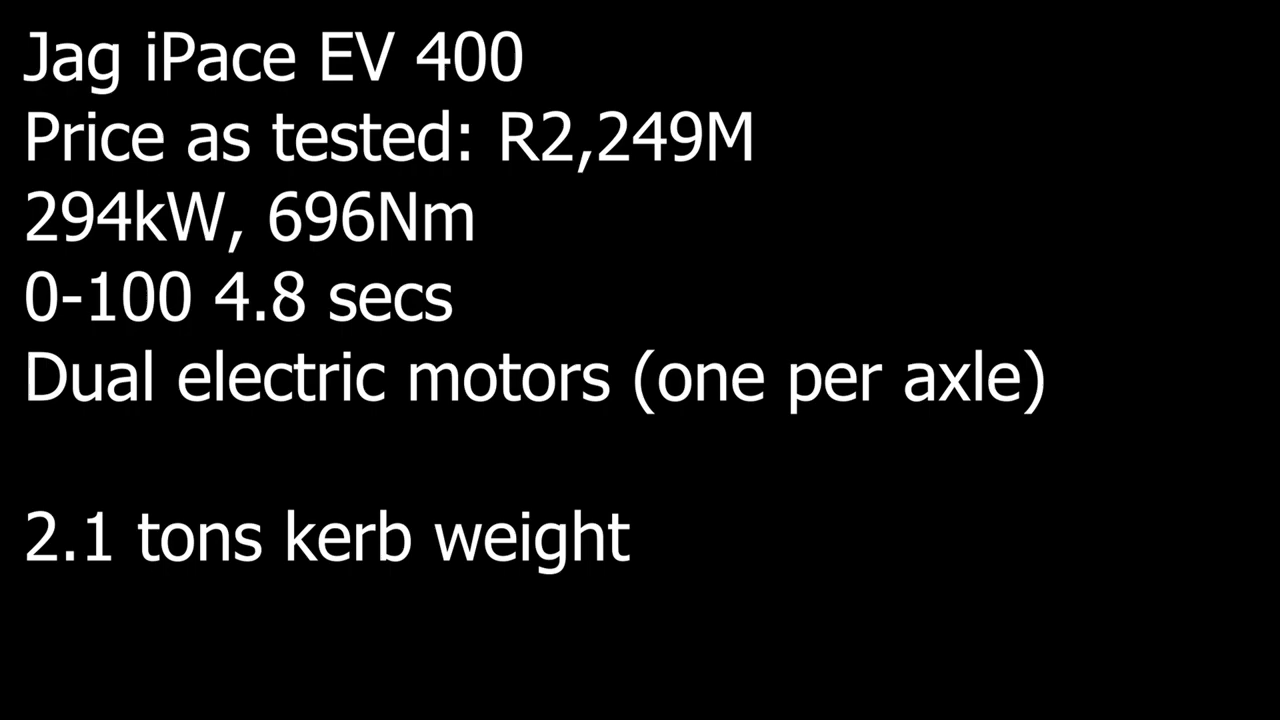 Jag iPace EV 400
Price as tested: R2,249M
294kW, 696Nm
0-100 4.8 secs
Dual electric motors (one per axle)
2.1 tons kerb weight